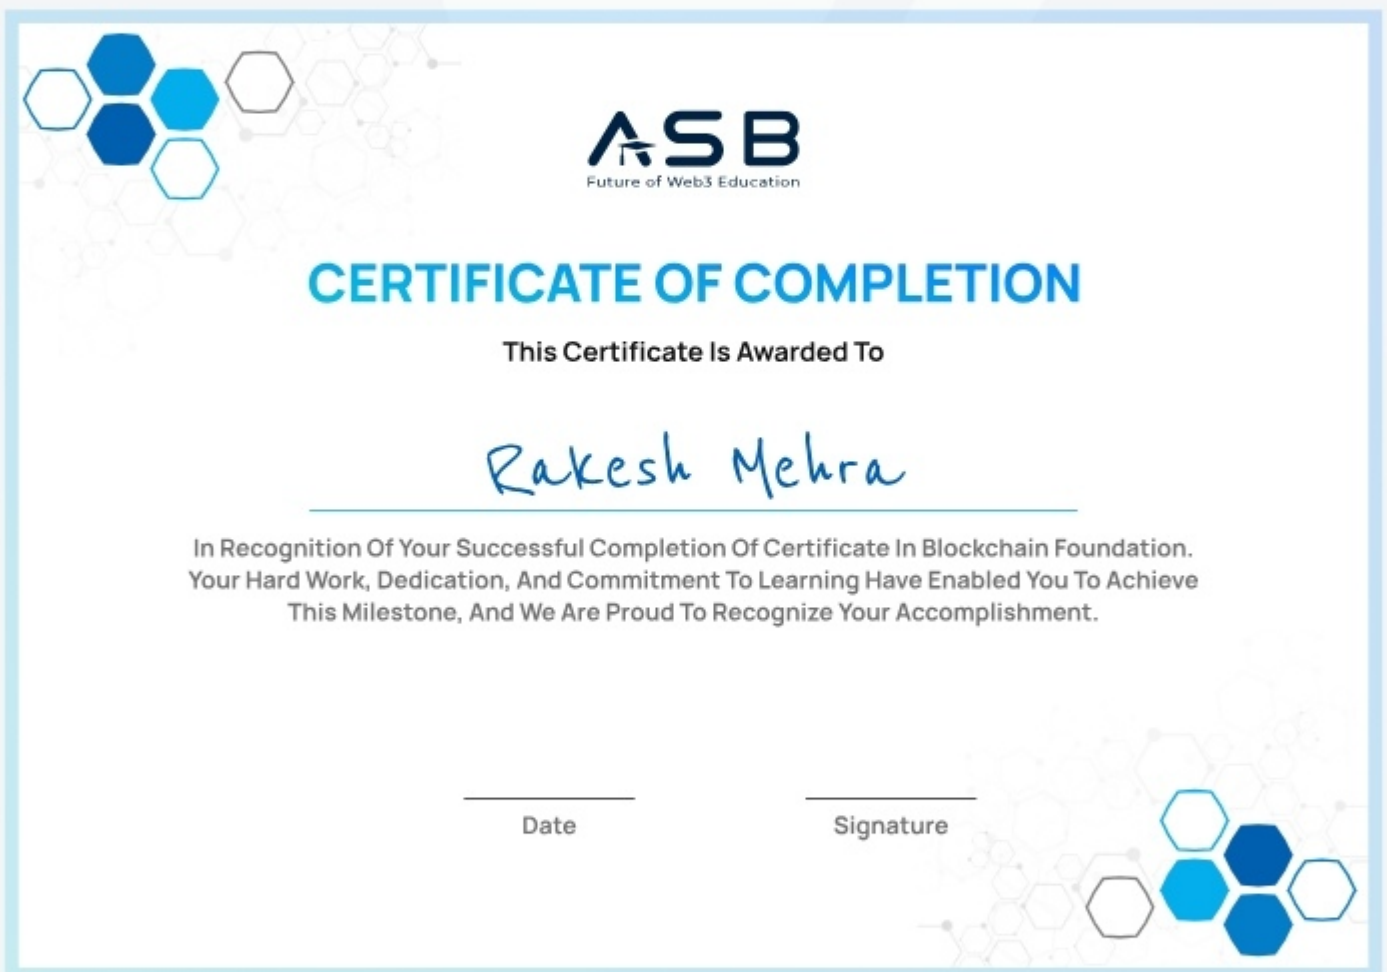 ASB
Future of Web3 Education
CERTIFICATE OF COMPLETION
This Certificate Is Awarded To
Rakesh Mehra
In Recognition Of Your Successful Completion Of Certificate In Blockchain Foundation.
Your Hard Work, Dedication, And Commitment To Learning Have Enabled You To Achieve
This Milestone, And We Are Proud To Recognize Your Accomplishment.
Date
Signature